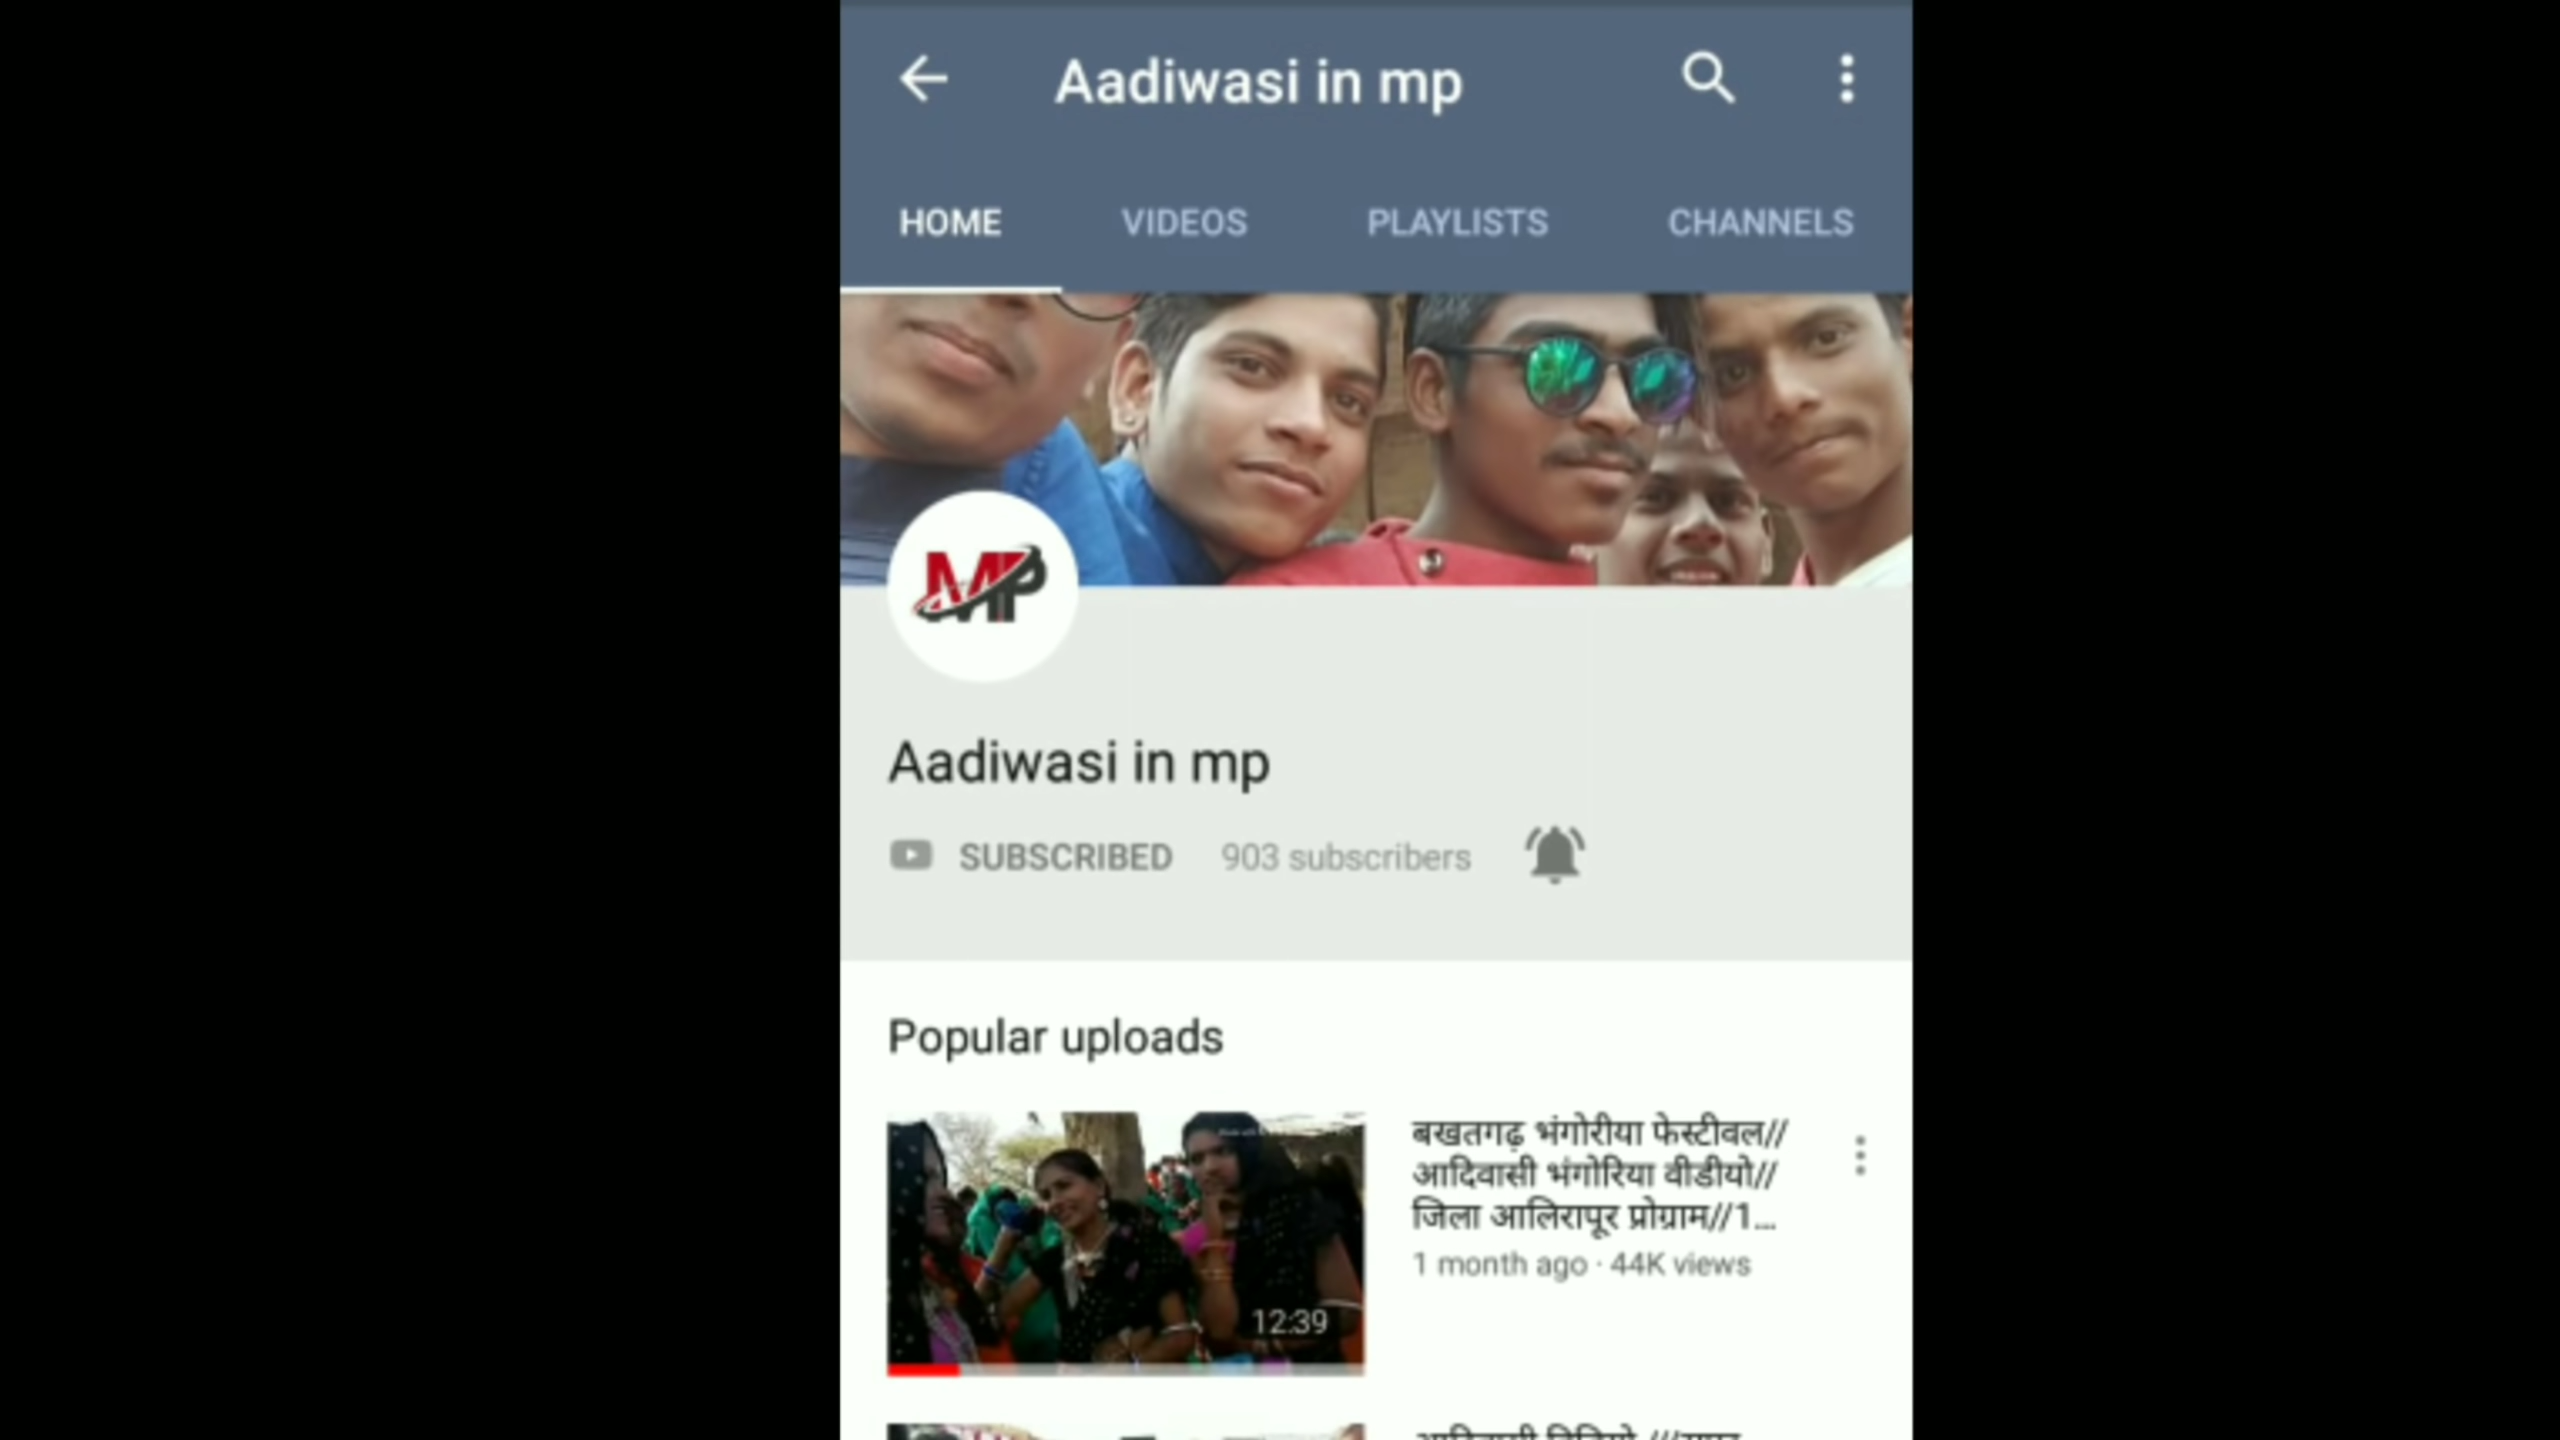 Aadiwasi in mp
HOME VIDEOS PLAYLISTS CHANNELS
MP
Aadiwasi in mp
SUBSCRIBED 903 subscribers
Popular uploads
बखतगढ़ भंगोरीया फेस्टीवल//
आदिवासी भंगोरिया वीडीयो//
जिला आलिरापूर प्रोग्राम//1...
1 month ago · 44K views
12:39